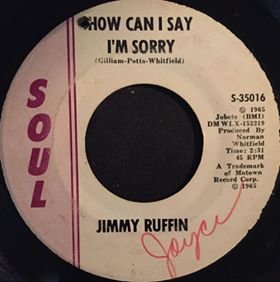 HOW CAN I SAY
I'M SORRY
(Gilliam-Potts-Whitfield)
SOUL
S-35016
℗ 1965
Jobete (BMI)
DM WLX-152219
Produced By
Norman
Whitfield
Time: 2:31
45 RPM
A Trademark
of Motown
Record Corp.
© 1965
JIMMY RUFFIN
Joyce